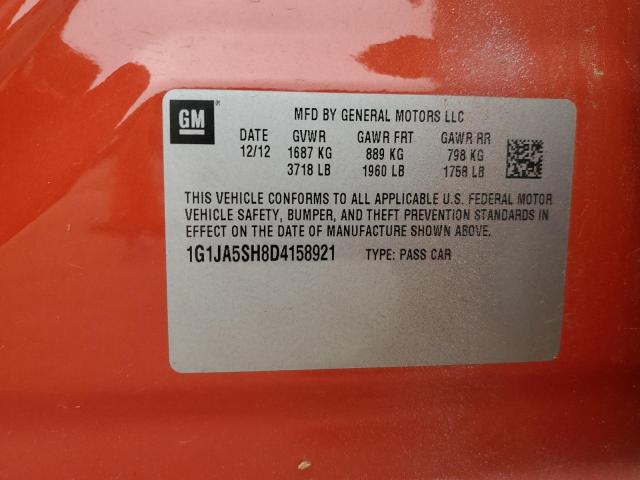 GM
MFD BY GENERAL MOTORS LLC
DATE GVWR GAWR FRT GAWR RR
12/12 1687 KG 889 KG 798 KG
3718 LB 1960 LB 1758 LB
THIS VEHICLE CONFORMS TO ALL APPLICABLE U.S. FEDERAL MOTOR
VEHICLE SAFETY, BUMPER, AND THEFT PREVENTION STANDARDS IN
EFFECT ON THE DATE OF MANUFACTURE SHOWN ABOVE.
1G1JA5SH8D4158921 TYPE: PASS CAR